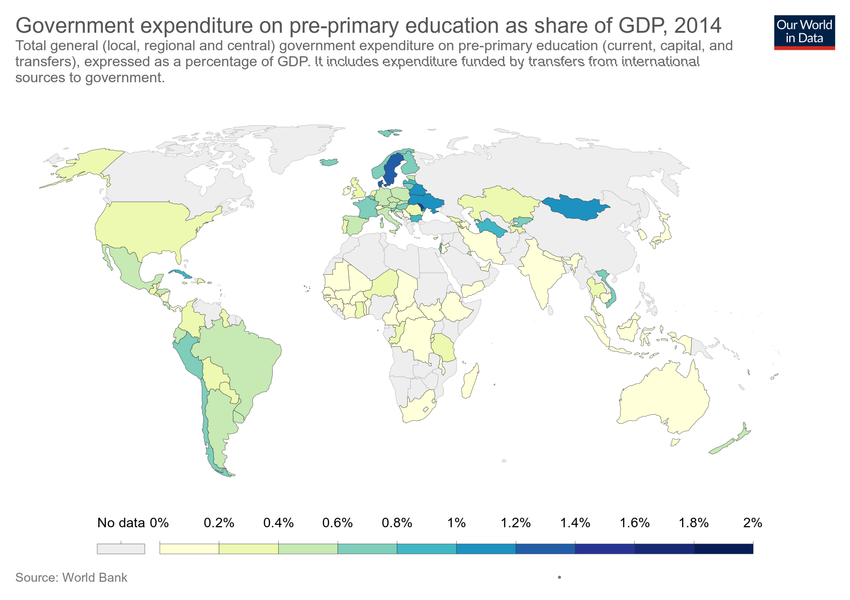 Government expenditure on pre-primary education as share of GDP, 2014
Our World
in Data
Total general (local, regional and central) government expenditure on pre-primary education (current, capital, and
transfers), expressed as a percentage of GDP. It includes expenditure funded by transfers from international
sources to government.
No data 0% 0.2% 0.4% 0.6% 0.8% 1% 1.2% 1.4% 1.6% 1.8% 2%
Source: World Bank